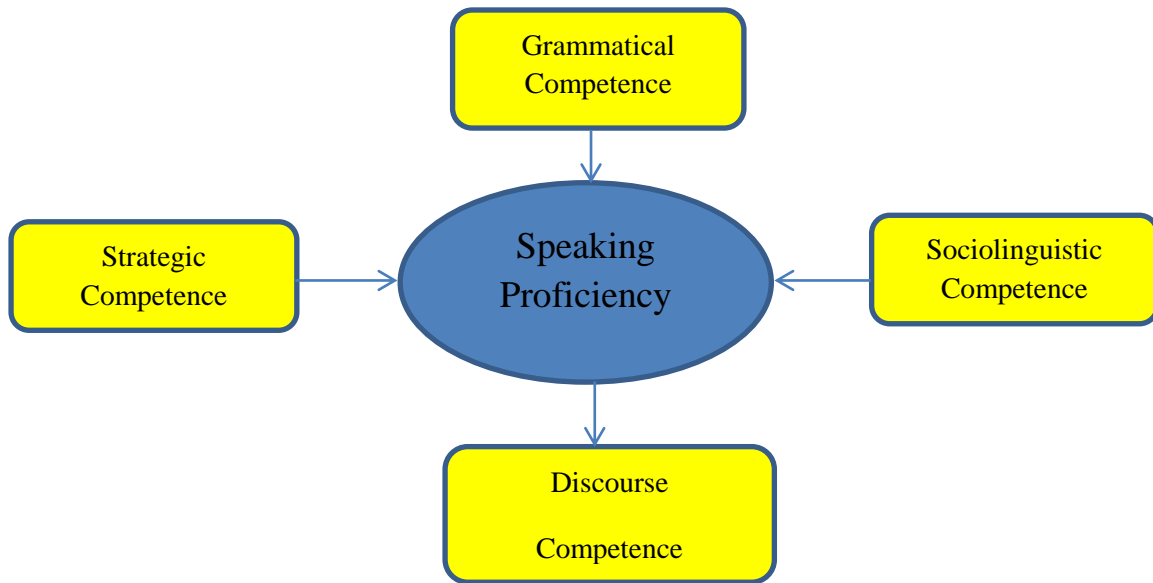 Grammatical
Competence
Strategic
Competence
Speaking
Proficiency
Sociolinguistic
Competence
Discourse
Competence